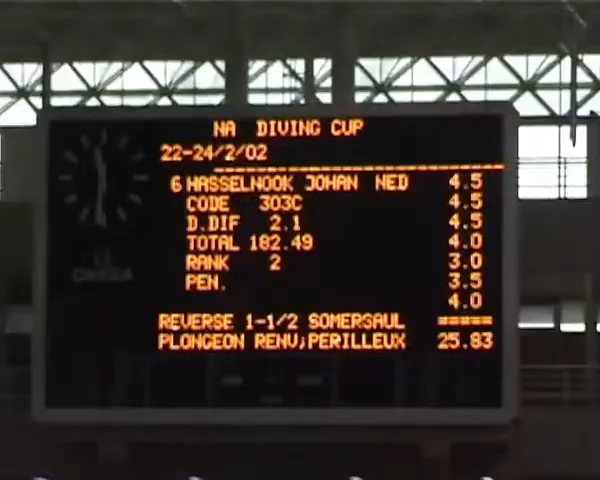 NA DIVING CUP
22-24/2/02
6 HASSELNOOK JOHAN NED 4.5
CODE 303C 4.5
D.DIF 2.1 4.5
TOTAL 182.49 4.0
RANK 2 3.0
PEN. 3.5
4.0
REVERSE 1-1/2 SOMERSAUL =====
PLONGEON RENV;PERILLEUX 25.83
Ω
OMEGA